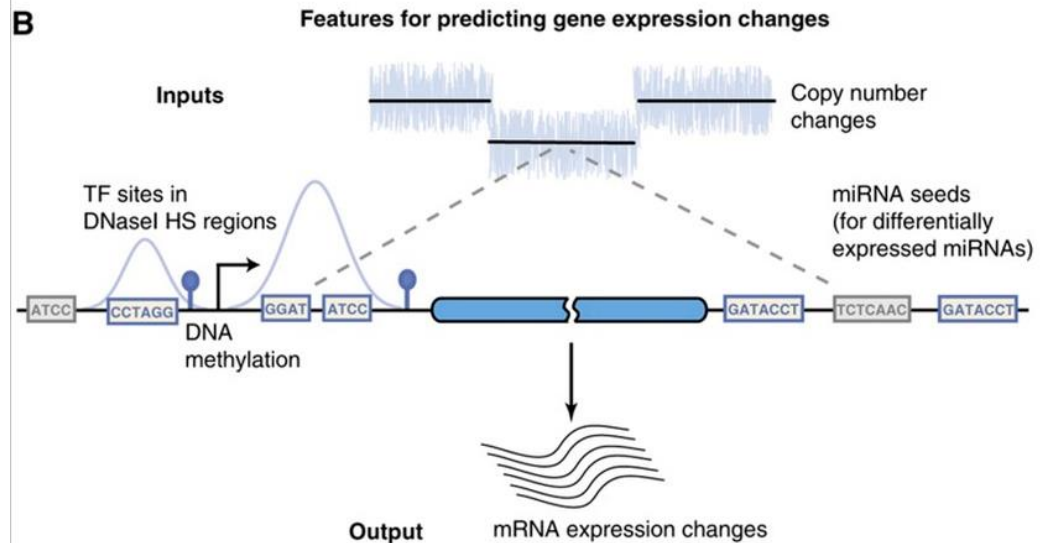 B
Features for predicting gene expression changes
Inputs
Copy number
changes
TF sites in
DNaseI HS regions
miRNA seeds
(for differentially
expressed miRNAs)
ATCC
CCTAGG
GGAT
ATCC
GATACCT
TCTCAAC
GATACCT
DNA
methylation
Output
mRNA expression changes